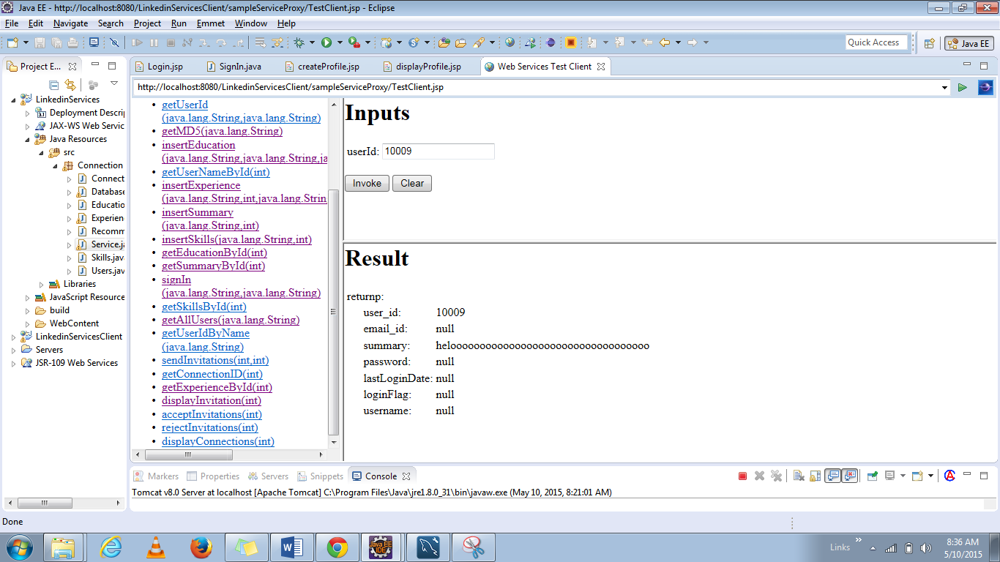 Java EE - http://localhost:8080/LinkedinServicesClient/sampleServiceProxy/TestClient.jsp - Eclipse
File Edit Navigate Search Project Run Emmet Window Help
Quick Access
Java EE
Project E...
Login.jsp
SignIn.java
createProfile.jsp
displayProfile.jsp
Web Services Test Client
http://localhost:8080/LinkedinServicesClient/sampleServiceProxy/TestClient.jsp
LinkedinServices
Deployment Descrip
JAX-WS Web Servic
Java Resources
src
Connection
Connect
Database
Educatio
Experien
Recomm
Service.ja
Skills.jav
Users.jav
Libraries
JavaScript Resource
build
WebContent
LinkedinServicesClient
Servers
JSR-109 Web Services
• getUserId
(java.lang.String,java.lang.String)
• getMD5(java.lang.String)
• insertEducation
(java.lang.String,java.lang.String,ja
• getUserNameById(int)
• insertExperience
(java.lang.String,int,java.lang.Strin
• insertSummary
(java.lang.String,int)
• insertSkills(java.lang.String,int)
• getEducationById(int)
• getSummaryById(int)
• signIn
(java.lang.String,java.lang.String)
• getSkillsById(int)
• getAllUsers(java.lang.String)
• getUserIdByName
(java.lang.String)
• sendInvitations(int,int)
• getConnectionID(int)
• getExperienceById(int)
• displayInvitation(int)
• acceptInvitations(int)
• rejectInvitations(int)
• displayConnections(int)
Inputs
userId: 10009
Invoke Clear
Result
returnp:
user_id: 10009
email_id: null
summary: helooooooooooooooooooooooooooooooooooo
password: null
lastLoginDate: null
loginFlag: null
username: null
Markers Properties Servers Snippets Console
Tomcat v8.0 Server at localhost [Apache Tomcat] C:\Program Files\Java\jre1.8.0_31\bin\javaw.exe (May 10, 2015, 8:21:01 AM)
Done
Java EE
IDE
Links
8:36 AM
5/10/2015